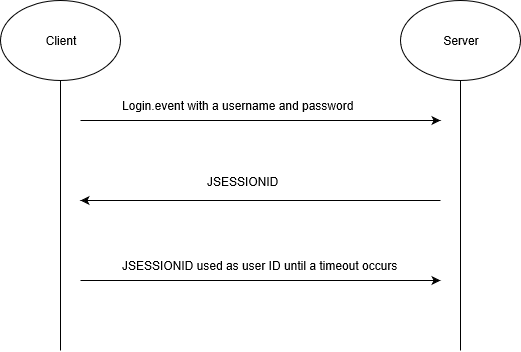 Client
Server
Login.event with a username and password
JSESSIONID
JSESSIONID used as user ID until a timeout occurs